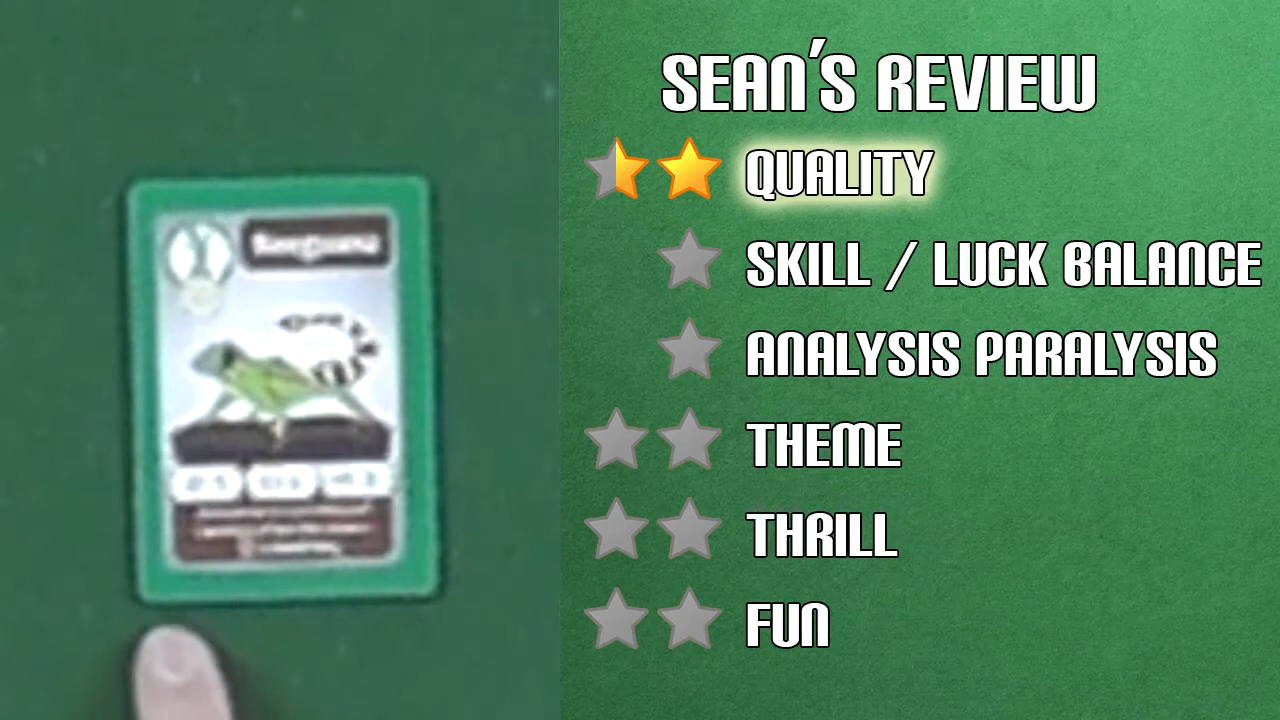 SEAN'S REVIEW
QUALITY
SKILL / LUCK BALANCE
ANALYSIS PARALYSIS
THEME
THRILL
FUN